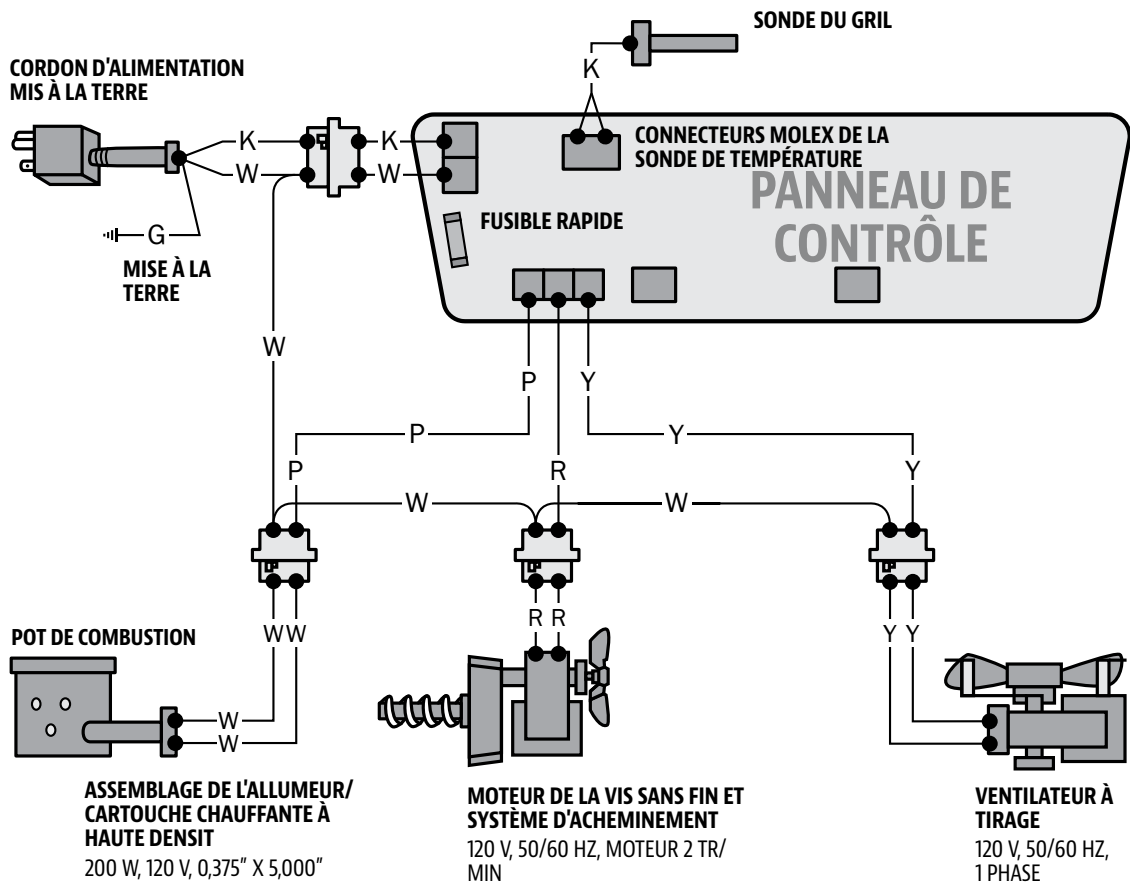 SONDE DU GRIL
CORDON D'ALIMENTATION
MIS À LA TERRE
K
K
K
W
W
CONNECTEURS MOLEX DE LA
SONDE DE TEMPÉRATURE
PANNEAU DE
CONTRÔLE
FUSIBLE RAPIDE
G
MISE À LA
TERRE
W
P
Y
P
Y
P
R
Y
W
W
R R
W W
Y Y
POT DE COMBUSTION
W
W
ASSEMBLAGE DE L'ALLUMEUR/
CARTOUCHE CHAUFFANTE À
HAUTE DENSIT
200 W, 120 V, 0,375" X 5,000"
MOTEUR DE LA VIS SANS FIN ET
SYSTÈME D'ACHEMINEMENT
120 V, 50/60 HZ, MOTEUR 2 TR/
MIN
VENTILATEUR À
TIRAGE
120 V, 50/60 HZ,
1 PHASE